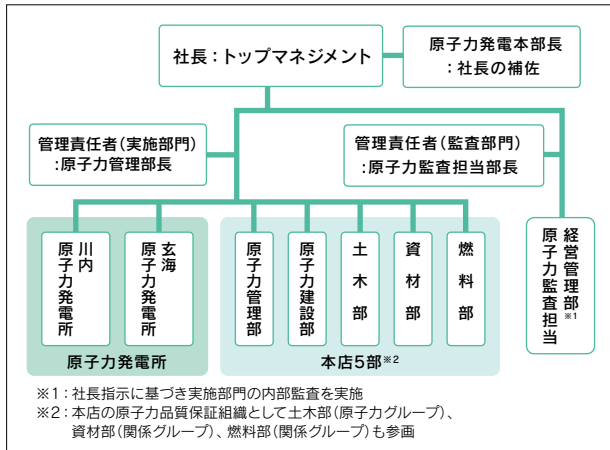 社長：トップマネジメント
原子力発電本部長
：社長の補佐
管理責任者（実施部門）
：原子力管理部長
管理責任者（監査部門）
：原子力監査担当部長
川内
原子力発電所
玄海
原子力発電所
原子力発電所
原子力管理部
原子力建設部
土木部
資材部
燃料部
本店5部※2
経営管理部
原子力監査担当※1
※1：社長指示に基づき実施部門の内部監査を実施
※2：本店の原子力品質保証組織として土木部（原子力グループ）、
資材部（関係グループ）、燃料部（関係グループ）も参画